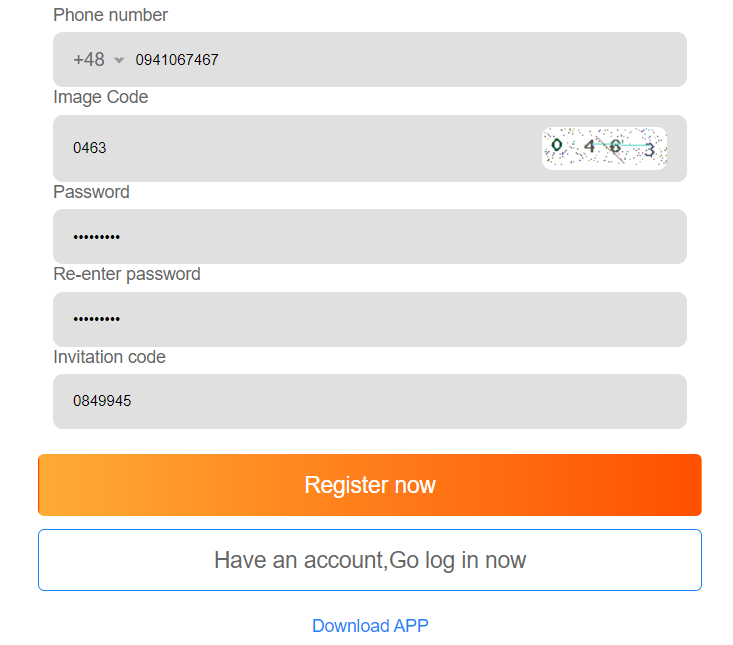 Phone number
+48 0941067467
Image Code
0463 0 4 6 3
Password
•••••••••
Re-enter password
•••••••••
Invitation code
0849945
Register now
Have an account,Go log in now
Download APP